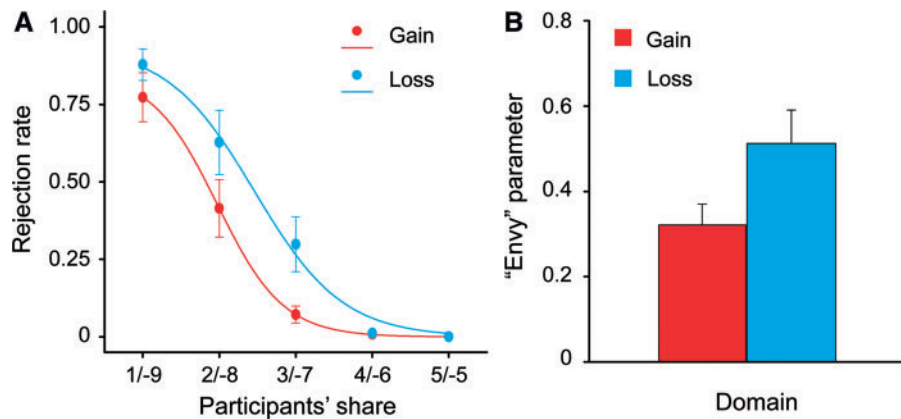 A
1.00
0.75
0.50
0.25
0
Rejection rate
Gain
Loss
1/-9 2/-8 3/-7 4/-6 5/-5
Participants' share
B
0.8
0.6
0.4
0.2
0
"Envy" parameter
Gain
Loss
Domain